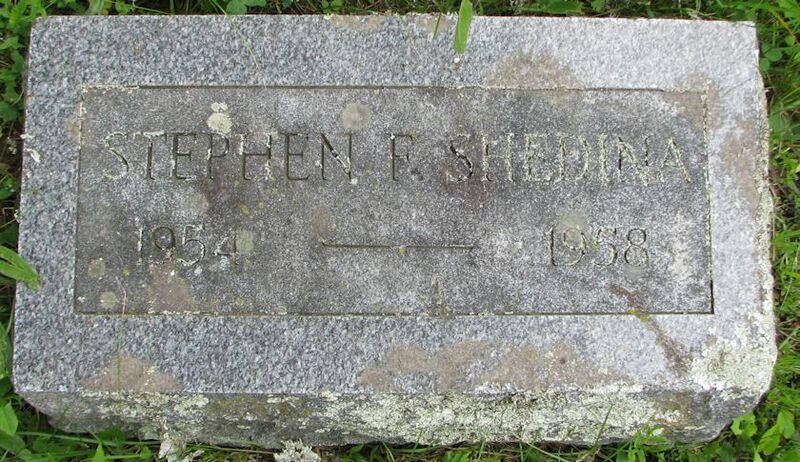 STEPHEN F. SHEDINA
1954 — 1958